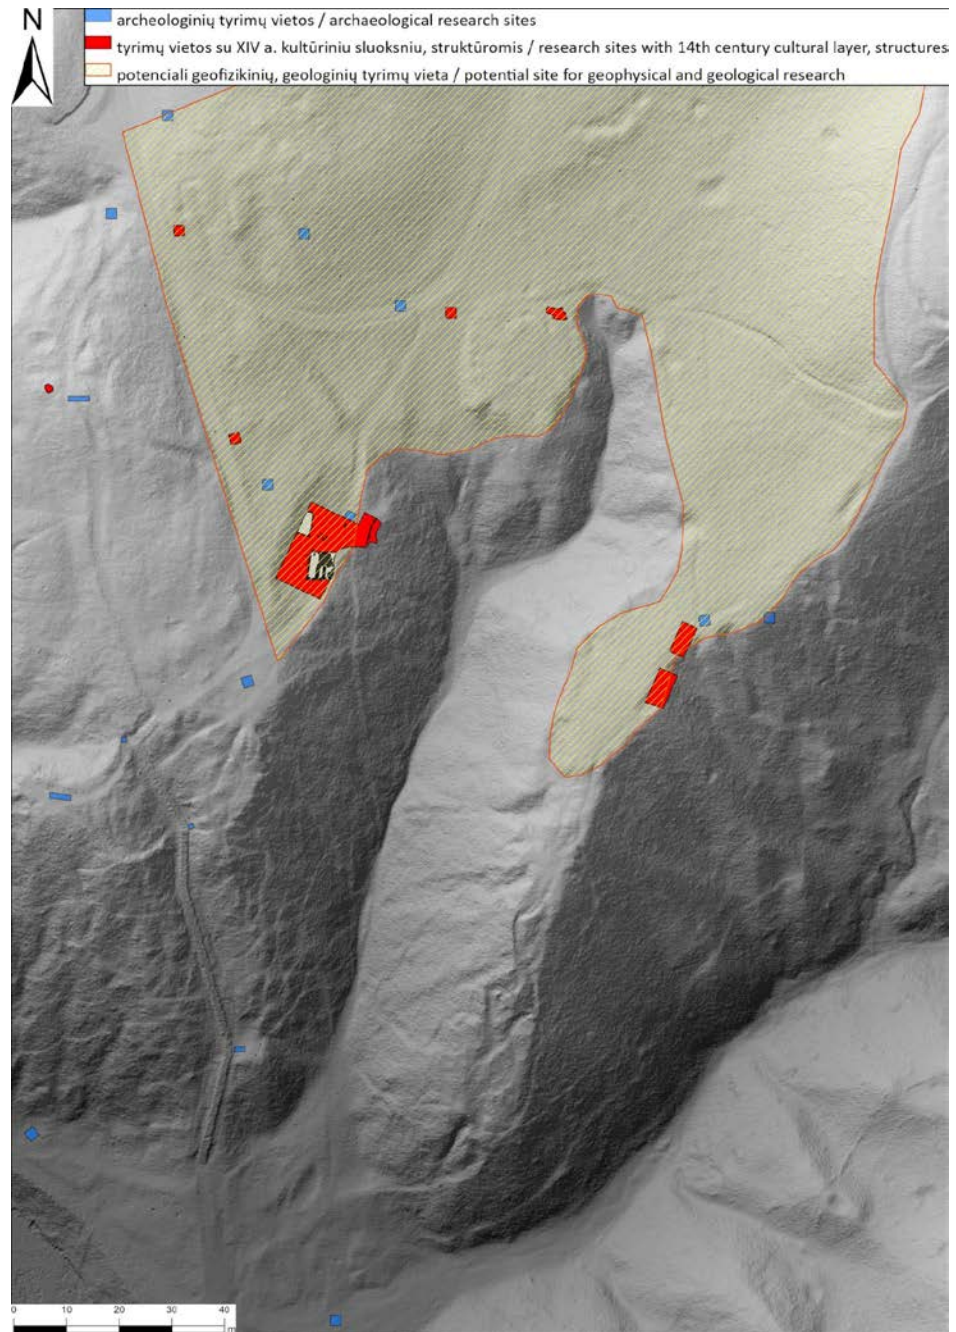 N
archeologinių tyrimų vietos / archaeological research sites
tyrimų vietos su XIV a. kultūriniu sluoksniu, struktūromis / research sites with 14th century cultural layer, structures
potenciali geofizikinių, geologinių tyrimų vieta / potential site for geophysical and geological research
0 10 20 30 40
m